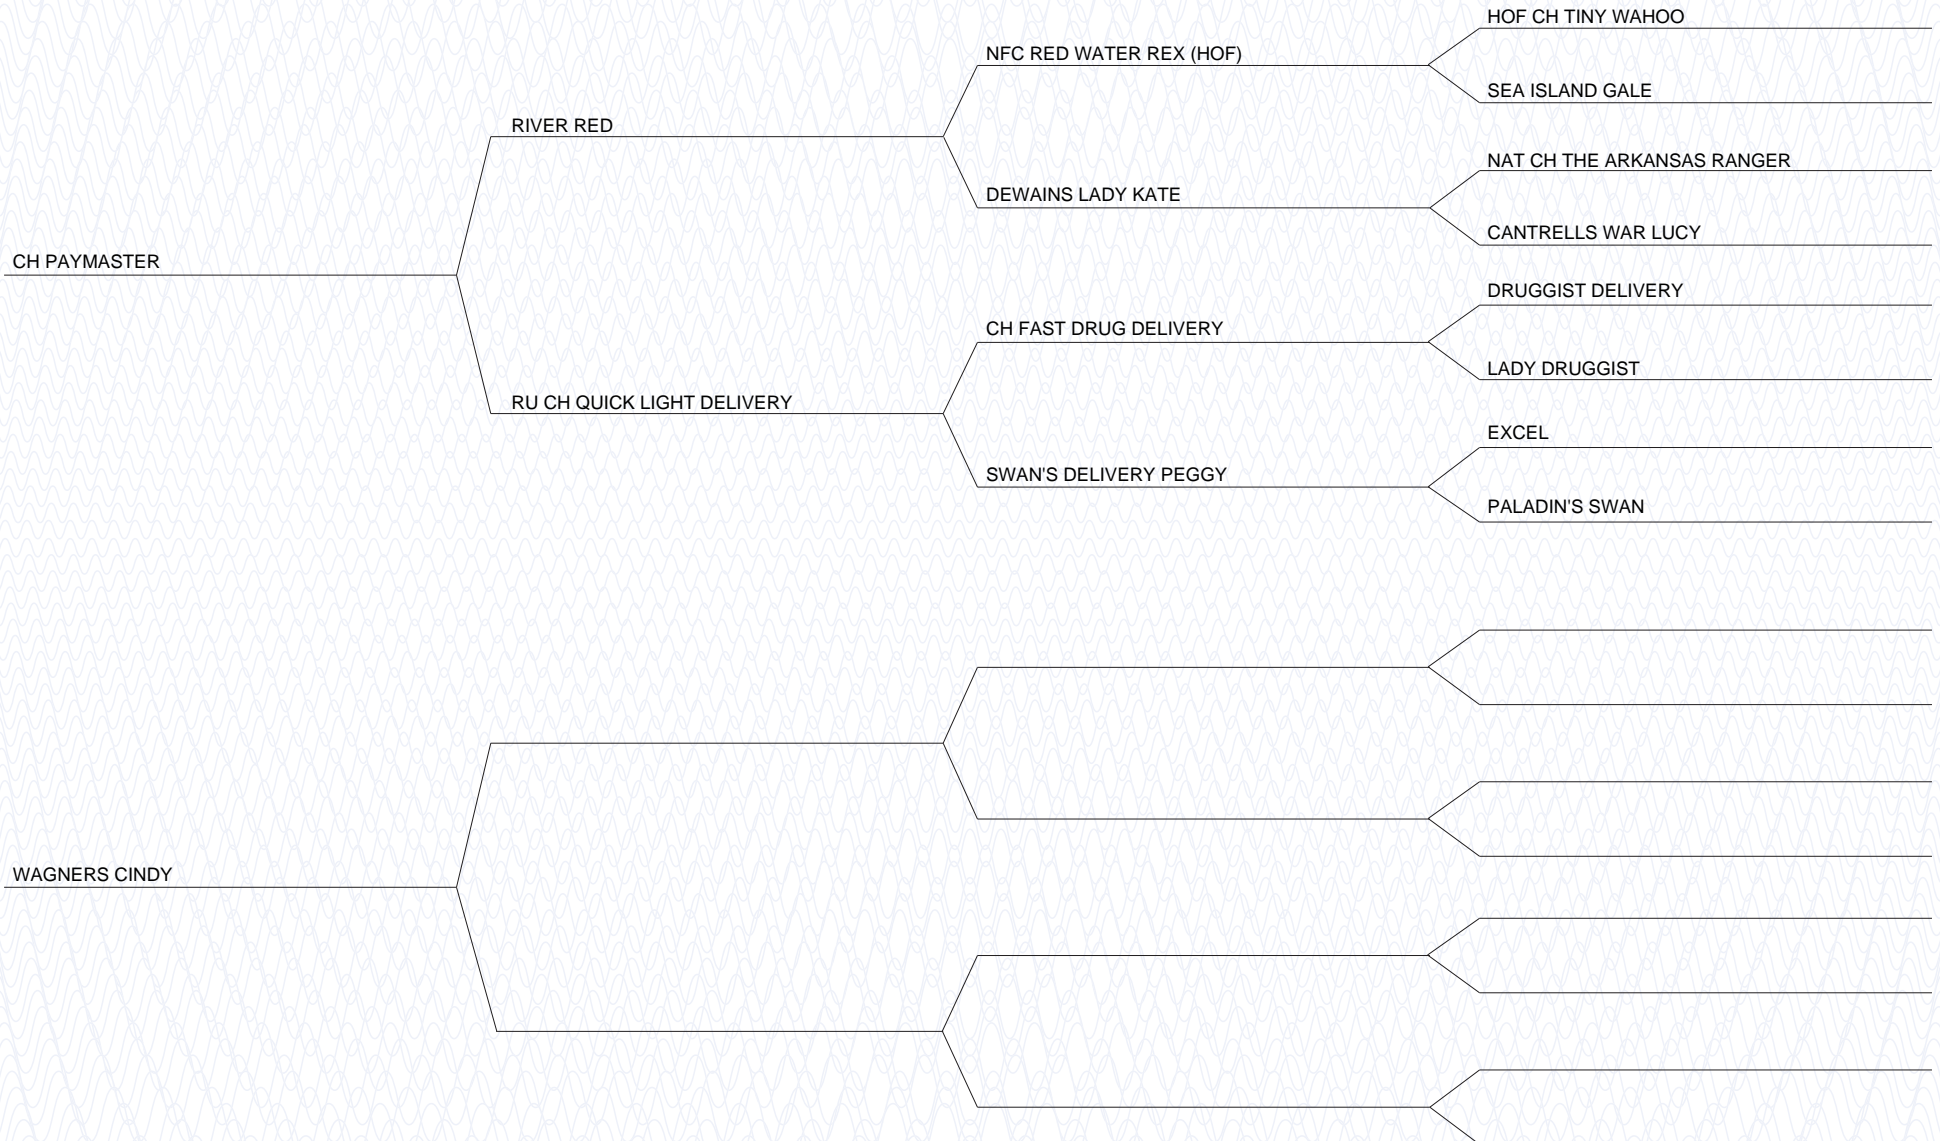 HOF CH TINY WAHOO
NFC RED WATER REX (HOF)
SEA ISLAND GALE
RIVER RED
NAT CH THE ARKANSAS RANGER
DEWAINS LADY KATE
CANTRELLS WAR LUCY
CH PAYMASTER
DRUGGIST DELIVERY
CH FAST DRUG DELIVERY
LADY DRUGGIST
RU CH QUICK LIGHT DELIVERY
EXCEL
SWAN'S DELIVERY PEGGY
PALADIN'S SWAN
WAGNERS CINDY